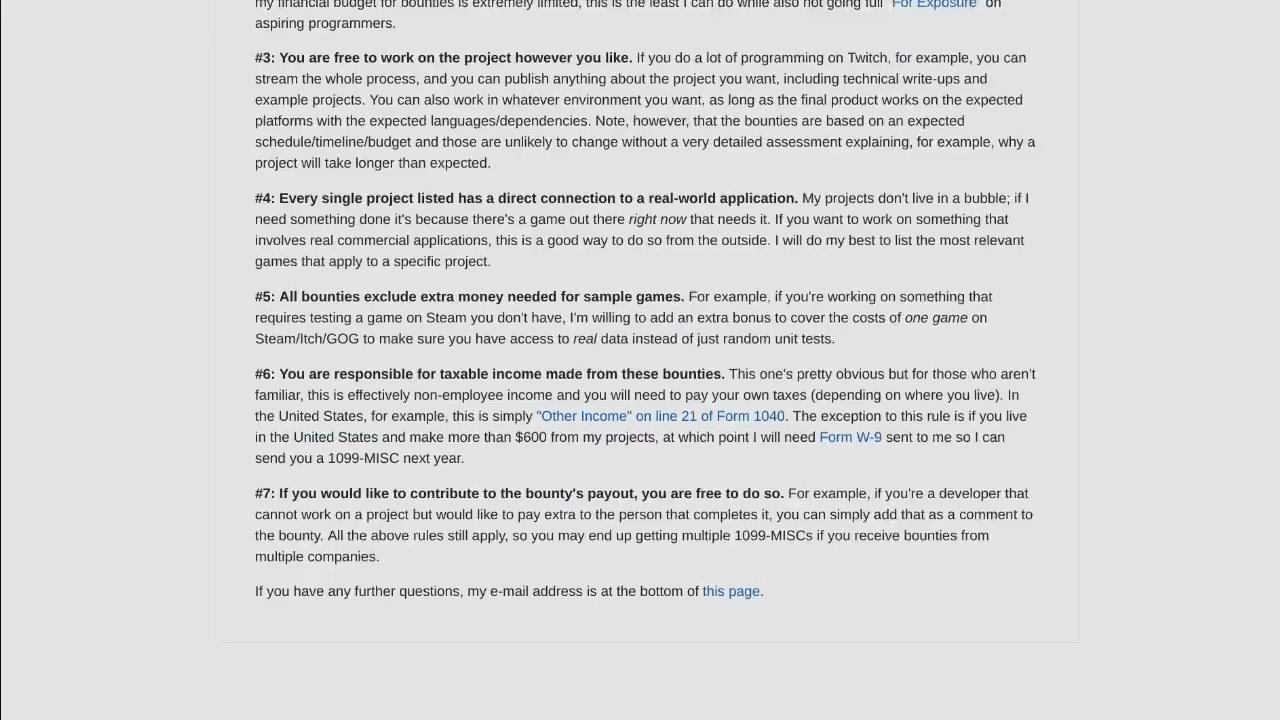 my financial budget for bounties is extremely limited, this is the least I can do while also not going full "For Exposure" on
aspiring programmers.
#3: You are free to work on the project however you like. If you do a lot of programming on Twitch, for example, you can
stream the whole process, and you can publish anything about the project you want, including technical write-ups and
example projects. You can also work in whatever environment you want, as long as the final product works on the expected
platforms with the expected languages/dependencies. Note, however, that the bounties are based on an expected
schedule/timeline/budget and those are unlikely to change without a very detailed assessment explaining, for example, why a
project will take longer than expected.
#4: Every single project listed has a direct connection to a real-world application. My projects don't live in a bubble; if I
need something done it's because there's a game out there right now that needs it. If you want to work on something that
involves real commercial applications, this is a good way to do so from the outside. I will do my best to list the most relevant
games that apply to a specific project.
#5: All bounties exclude extra money needed for sample games. For example, if you're working on something that
requires testing a game on Steam you don't have, I'm willing to add an extra bonus to cover the costs of one game on
Steam/Itch/GOG to make sure you have access to real data instead of just random unit tests.
#6: You are responsible for taxable income made from these bounties. This one's pretty obvious but for those who aren't
familiar, this is effectively non-employee income and you will need to pay your own taxes (depending on where you live). In
the United States, for example, this is simply "Other Income" on line 21 of Form 1040. The exception to this rule is if you live
in the United States and make more than $600 from my projects, at which point I will need Form W-9 sent to me so I can
send you a 1099-MISC next year.
#7: If you would like to contribute to the bounty's payout, you are free to do so. For example, if you're a developer that
cannot work on a project but would like to pay extra to the person that completes it, you can simply add that as a comment to
the bounty. All the above rules still apply, so you may end up getting multiple 1099-MISCs if you receive bounties from
multiple companies.
If you have any further questions, my e-mail address is at the bottom of this page.